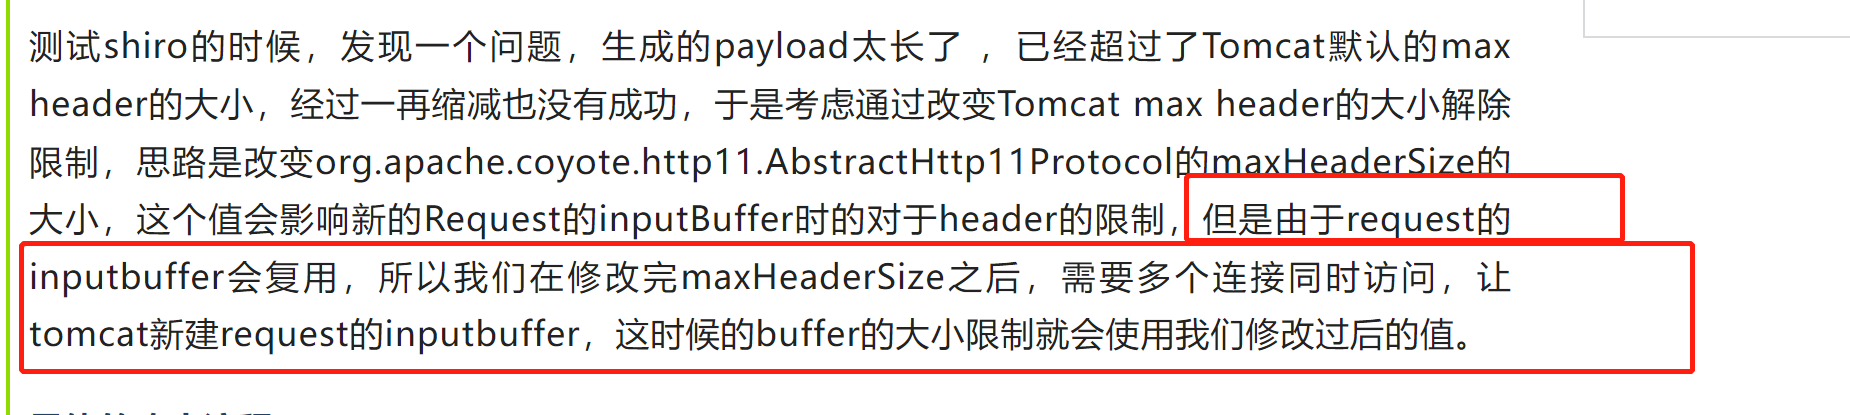 测试shiro的时候，发现一个问题，生成的payload太长了 ，已经超过了Tomcat默认的max
header的大小，经过一再缩减也没有成功，于是考虑通过改变Tomcat max header的大小解除
限制，思路是改变org.apache.coyote.http11.AbstractHttp11Protocol的maxHeaderSize的
大小，这个值会影响新的Request的inputBuffer时的对于header的限制，但是由于request的
inputbuffer会复用，所以我们在修改完maxHeaderSize之后，需要多个连接同时访问，让
tomcat新建request的inputbuffer，这时候的buffer的大小限制就会使用我们修改过后的值。